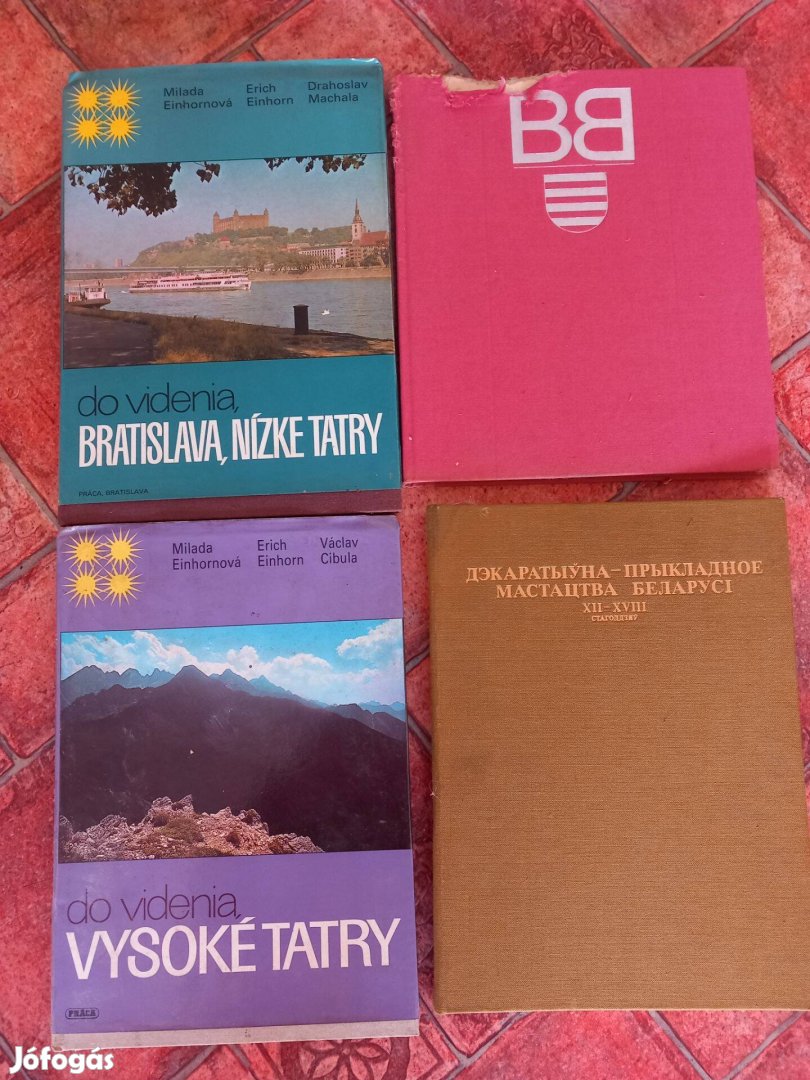 Milada Erich Drahoslav
Einhornová Einhorn Machala
do videnia,
BRATISLAVA, NÍZKE TATRY
PRÁCA, BRATISLAVA
BB
ДЭКАРАТЫЎНА–ПРЫКЛАДНОЕ
МАСТАЦТВА БЕЛАРУСІ
XII–XVIII
СТАГОДДЗЯЎ
Milada Erich Václav
Einhornová Einhorn Cibula
do videnia,
VYSOKÉ TATRY
PRÁCA
Jófogás